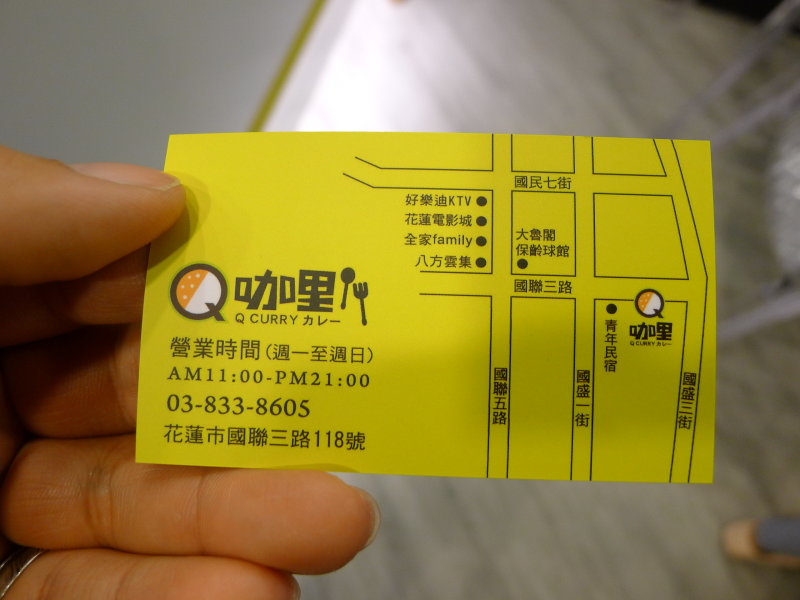 Q咖哩
Q CURRY カレー
營業時間(週一至週日)
AM11:00-PM21:00
03-833-8605
花蓮市國聯三路118號
國民七街
好樂迪KTV
花蓮電影城
全家family
八方雲集
大魯閣
保齡球館
國聯三路
Q
咖哩
Q CURRY カレー
青年民宿
國聯五路
國盛一街
國盛三街